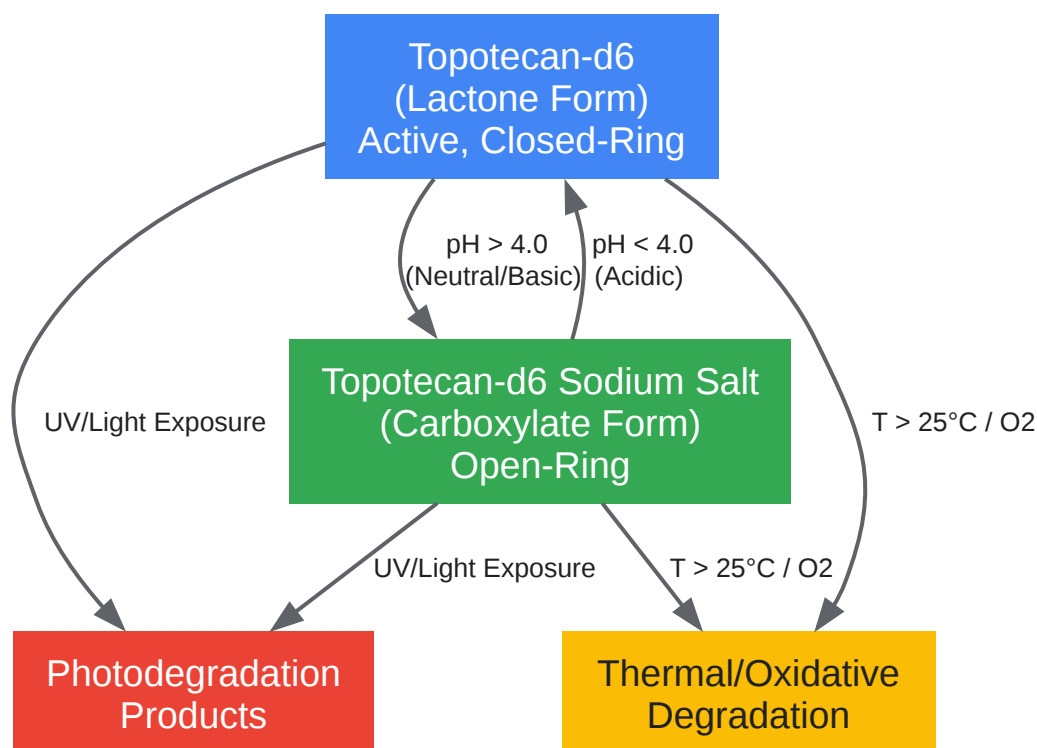 Topotecan-d6
(Lactone Form)
Active, Closed-Ring
pH > 4.0
(Neutral/Basic)
pH < 4.0
(Acidic)
Topotecan-d6 Sodium Salt
(Carboxylate Form)
Open-Ring
UV/Light Exposure
T > 25°C / O2
UV/Light Exposure
T > 25°C / O2
Photodegradation
Products
Thermal/Oxidative
Degradation